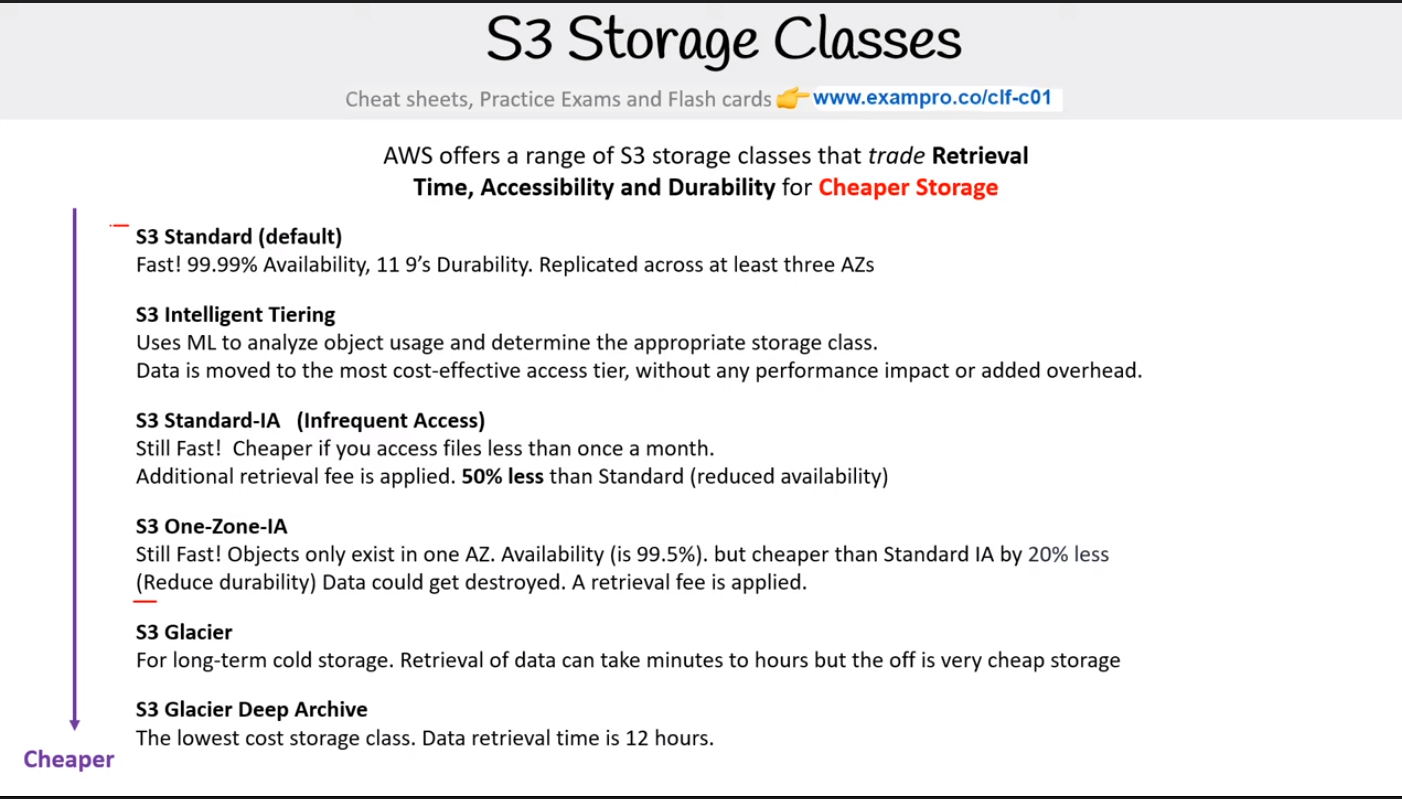 S3 Storage Classes
Cheat sheets, Practice Exams and Flash cards 👉 www.exampro.co/clf-c01
AWS offers a range of S3 storage classes that trade Retrieval
Time, Accessibility and Durability for Cheaper Storage
S3 Standard (default)
Fast! 99.99% Availability, 11 9’s Durability. Replicated across at least three AZs
S3 Intelligent Tiering
Uses ML to analyze object usage and determine the appropriate storage class.
Data is moved to the most cost-effective access tier, without any performance impact or added overhead.
S3 Standard-IA (Infrequent Access)
Still Fast! Cheaper if you access files less than once a month.
Additional retrieval fee is applied. 50% less than Standard (reduced availability)
S3 One-Zone-IA
Still Fast! Objects only exist in one AZ. Availability (is 99.5%). but cheaper than Standard IA by 20% less
(Reduce durability) Data could get destroyed. A retrieval fee is applied.
S3 Glacier
For long-term cold storage. Retrieval of data can take minutes to hours but the off is very cheap storage
S3 Glacier Deep Archive
The lowest cost storage class. Data retrieval time is 12 hours.
Cheaper